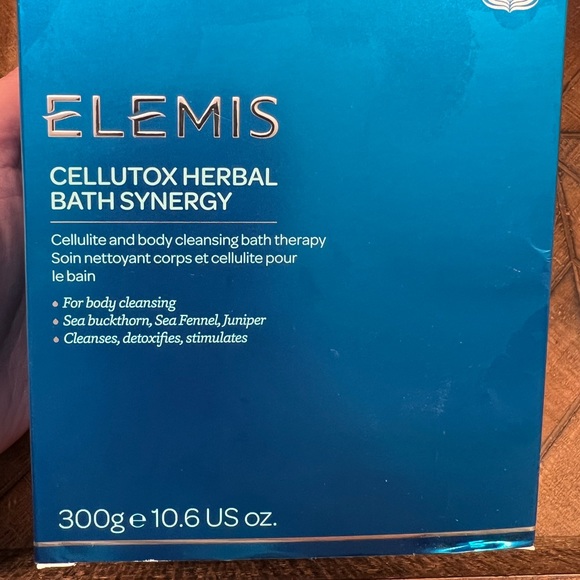 ELEMIS
CELLUTOX HERBAL
BATH SYNERGY
Cellulite and body cleansing bath therapy
Soin nettoyant corps et cellulite pour
le bain
For body cleansing
Sea buckthorn, Sea Fennel, Juniper
Cleanses, detoxifies, stimulates
300g e 10.6 US oz.